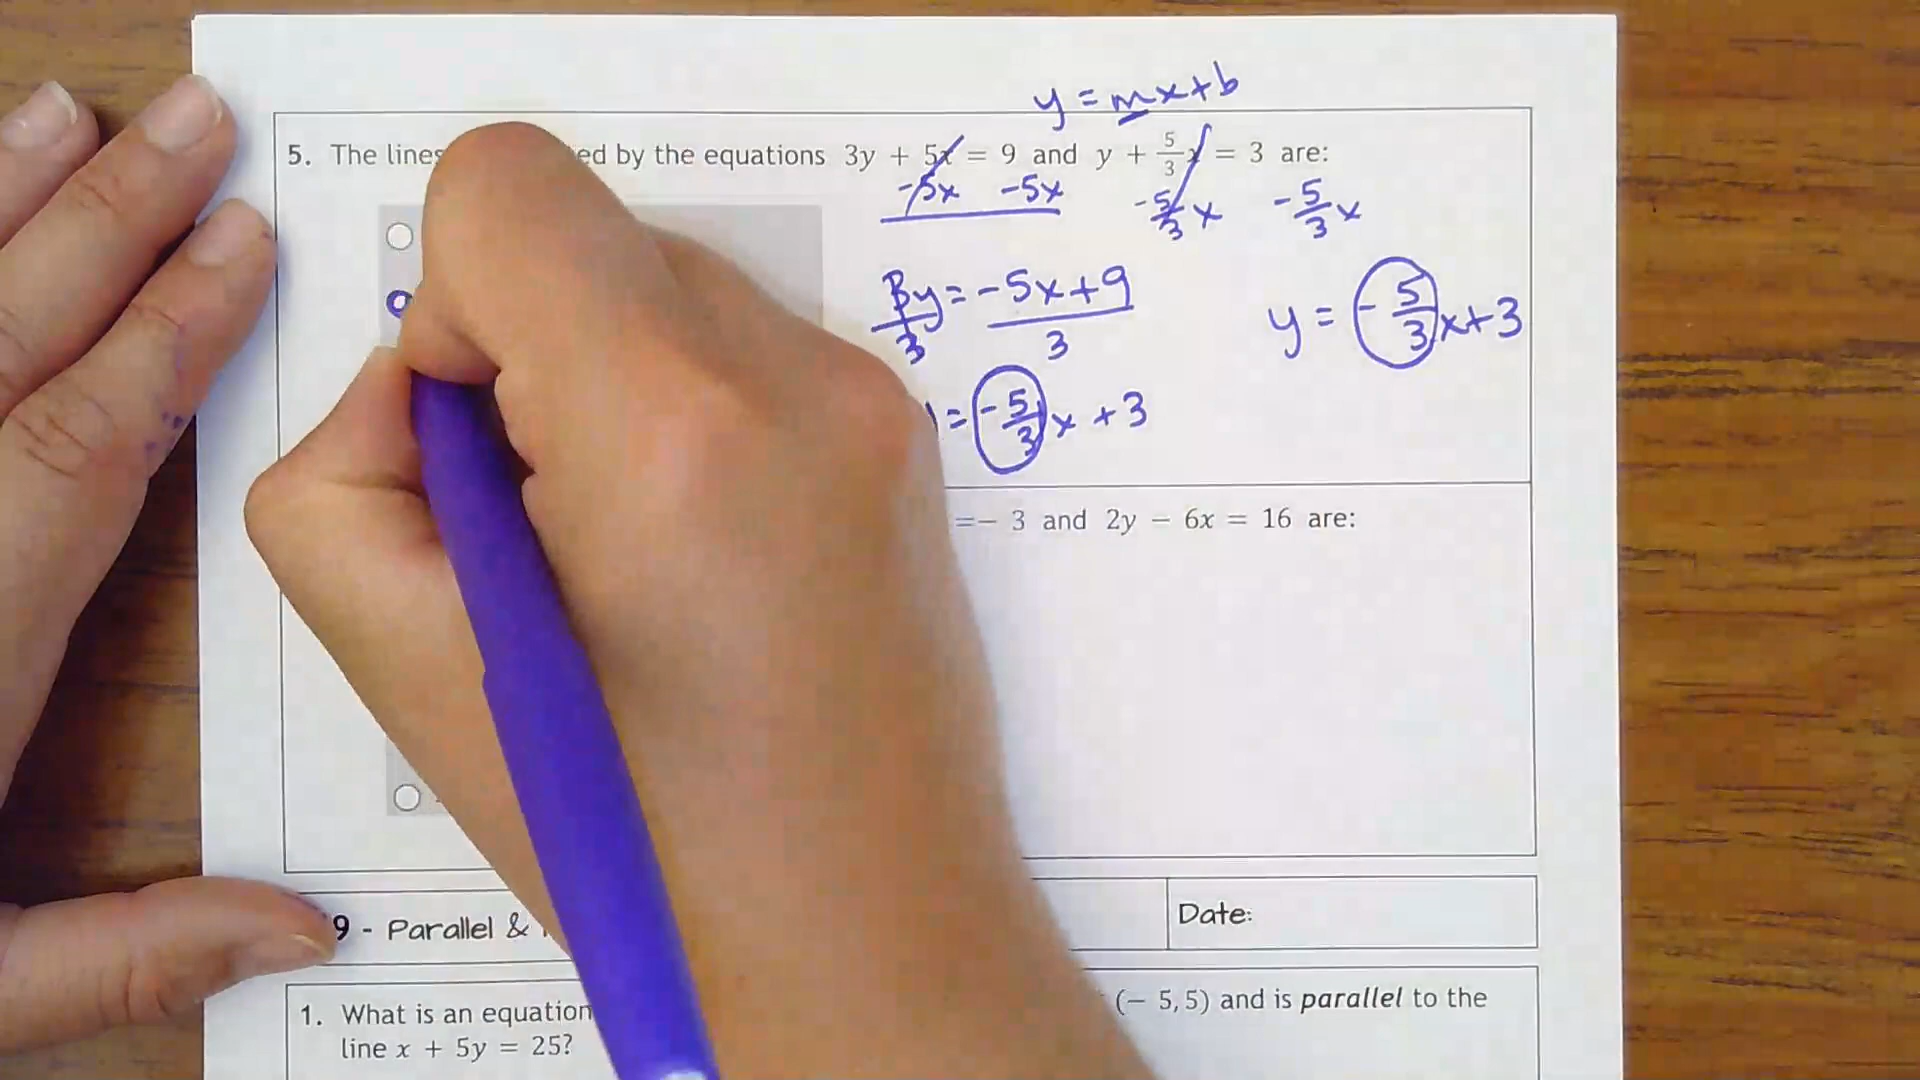 y = mx+b
5. The lines ed by the equations 3y + 5x = 9 and y + 5/3 x = 3 are:
-5x -5x -5/3 x -5/3 x
3y = -5x+9
3 3
y = -5/3 x+3
= -5/3 x + 3
=− 3 and 2y − 6x = 16 are:
9 - Parallel &
Date:
1. What is an equation (− 5, 5) and is parallel to the
line x + 5y = 25?